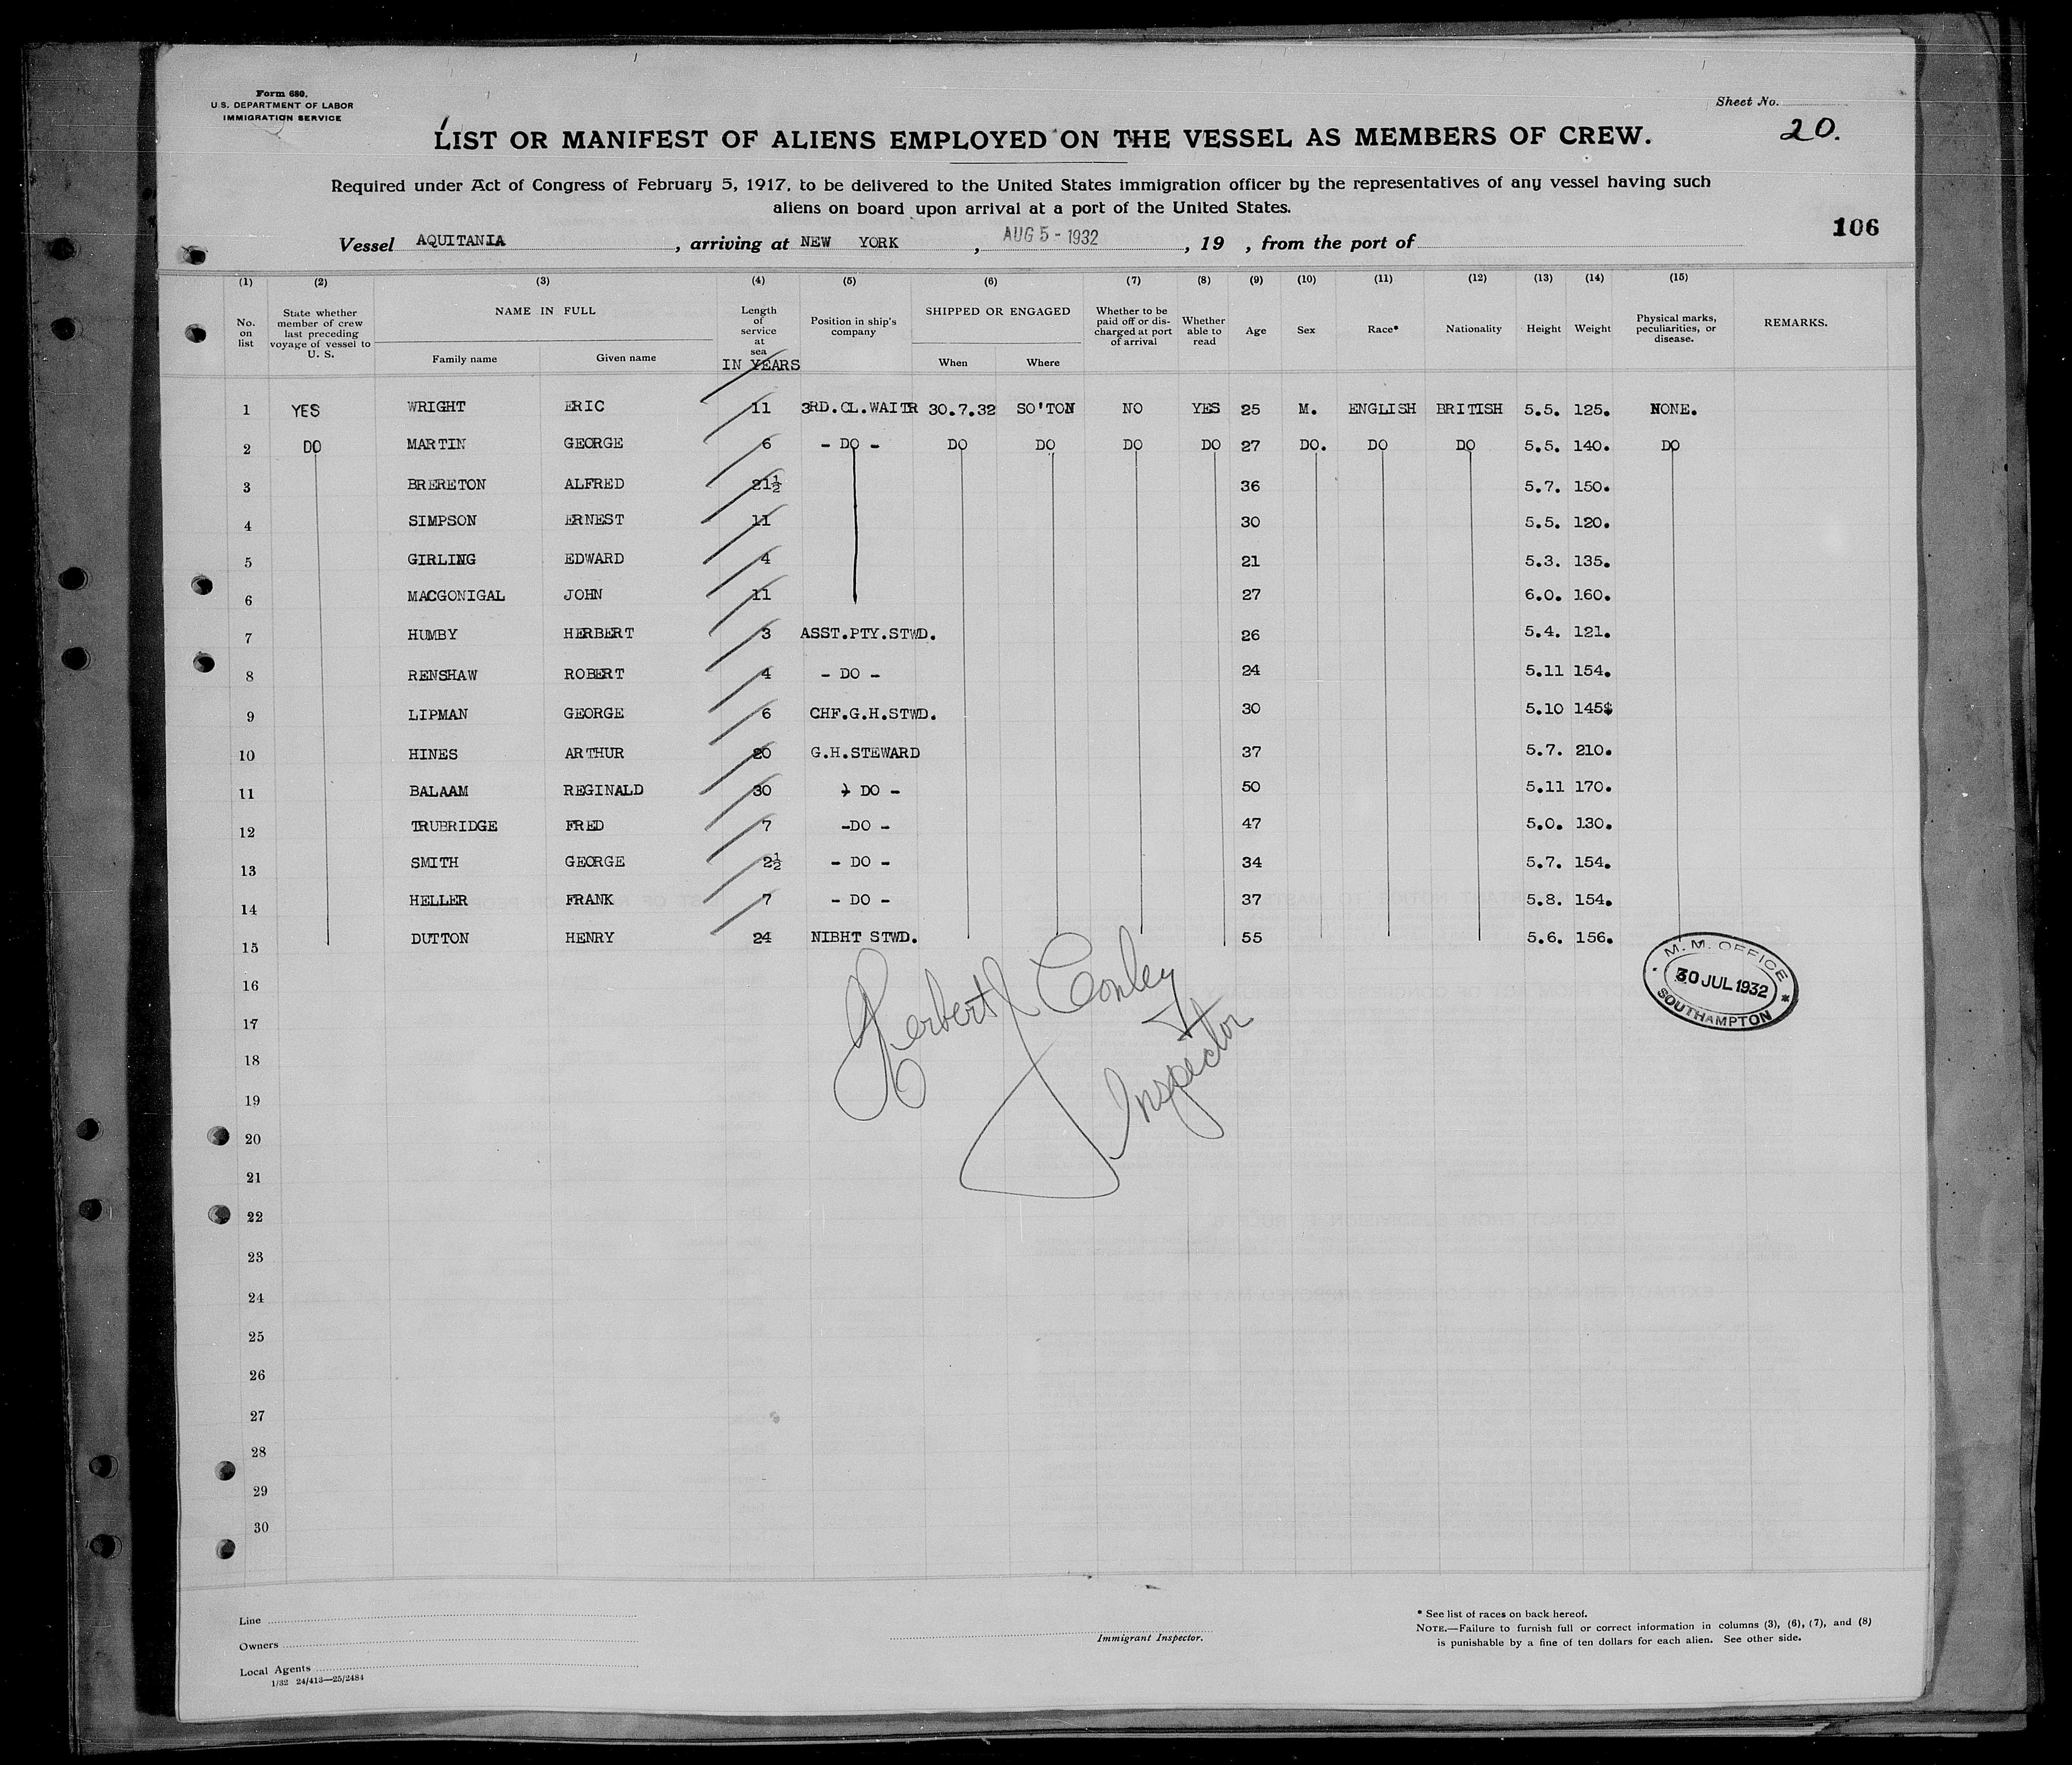 Form 680.
U.S. DEPARTMENT OF LABOR
IMMIGRATION SERVICE
Sheet No.
20.
LIST OR MANIFEST OF ALIENS EMPLOYED ON THE VESSEL AS MEMBERS OF CREW.
Required under Act of Congress of February 5, 1917, to be delivered to the United States immigration officer by the representatives of any vessel having such
aliens on board upon arrival at a port of the United States.
106
Vessel AQUITANIA, arriving at NEW YORK, AUG 5 - 1932, 19 , from the port of
(1) (2) (3) (4) (5) (6) (7) (8) (9) (10) (11) (12) (13) (14) (15)
No. on list State whether member of crew last preceding voyage of vessel to U. S. NAME IN FULL Family name Given name Length of service at sea IN YEARS Position in ship's company SHIPPED OR ENGAGED When Where Whether to be paid off or discharged at port of arrival Whether able to read Age Sex Race* Nationality Height Weight Physical marks, peculiarities, or disease. REMARKS.
1 YES WRIGHT ERIC 11 3RD.CL.WAITR 30.7.32 SO'TON NO YES 25 M. ENGLISH BRITISH 5.5. 125. NONE.
2 DO MARTIN GEORGE 6 - DO - DO DO DO DO 27 DO. DO DO 5.5. 140. DO
3 BRERETON ALFRED 21½ 36 5.7. 150.
4 SIMPSON ERNEST 11 30 5.5. 120.
5 GIRLING EDWARD 4 21 5.3. 135.
6 MACGONIGAL JOHN 11 27 6.0. 160.
7 HUMBY HERBERT 3 ASST.PTY.STWD. 26 5.4. 121.
8 RENSHAW ROBERT 4 - DO - 24 5.11 154.
9 LIPMAN GEORGE 6 CHF.G.H.STWD. 30 5.10 145$
10 HINES ARTHUR 20 G.H.STEWARD 37 5.7. 210.
11 BALAAM REGINALD 30 DO - 50 5.11 170.
12 TRUBRIDGE FRED 7 -DO - 47 5.0. 130.
13 SMITH GEORGE 2½ - DO - 34 5.7. 154.
14 HELLER FRANK 7 - DO - 37 5.8. 154.
15 DUTTON HENRY 24 NIBHT STWD. 55 5.6. 156.
M. M. OFFICE
30 JUL 1932
SOUTHAMPTON
16
Herbert J Conley
17
Inspector
18
19
20
21
22
23
24
25
26
27
28
29
30
Line
Owners
Local Agents
1/32 24/413—25/2484
Immigrant Inspector.
* See list of races on back hereof.
NOTE.—Failure to furnish full or correct information in columns (3), (6), (7), and (8)
is punishable by a fine of ten dollars for each alien. See other side.